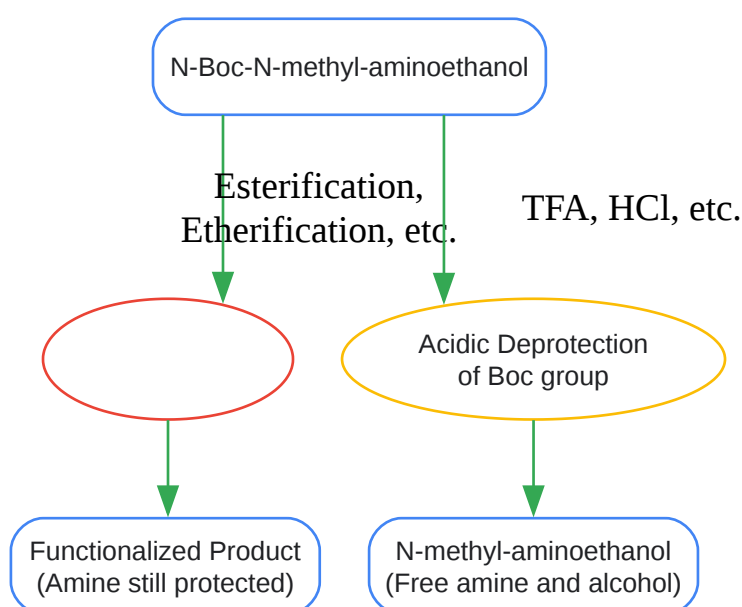 N-Boc-N-methyl-aminoethanol
Esterification,
Etherification, etc.
TFA, HCl, etc.
Acidic Deprotection
of Boc group
Functionalized Product
(Amine still protected)
N-methyl-aminoethanol
(Free amine and alcohol)